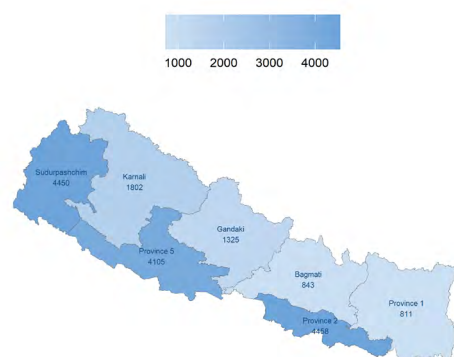 1000 2000 3000 4000
Sudurpashchim
4450
Karnali
1802
Gandaki
1325
Province 5
4105
Bagmati
843
Province 1
811
Province 2
4458